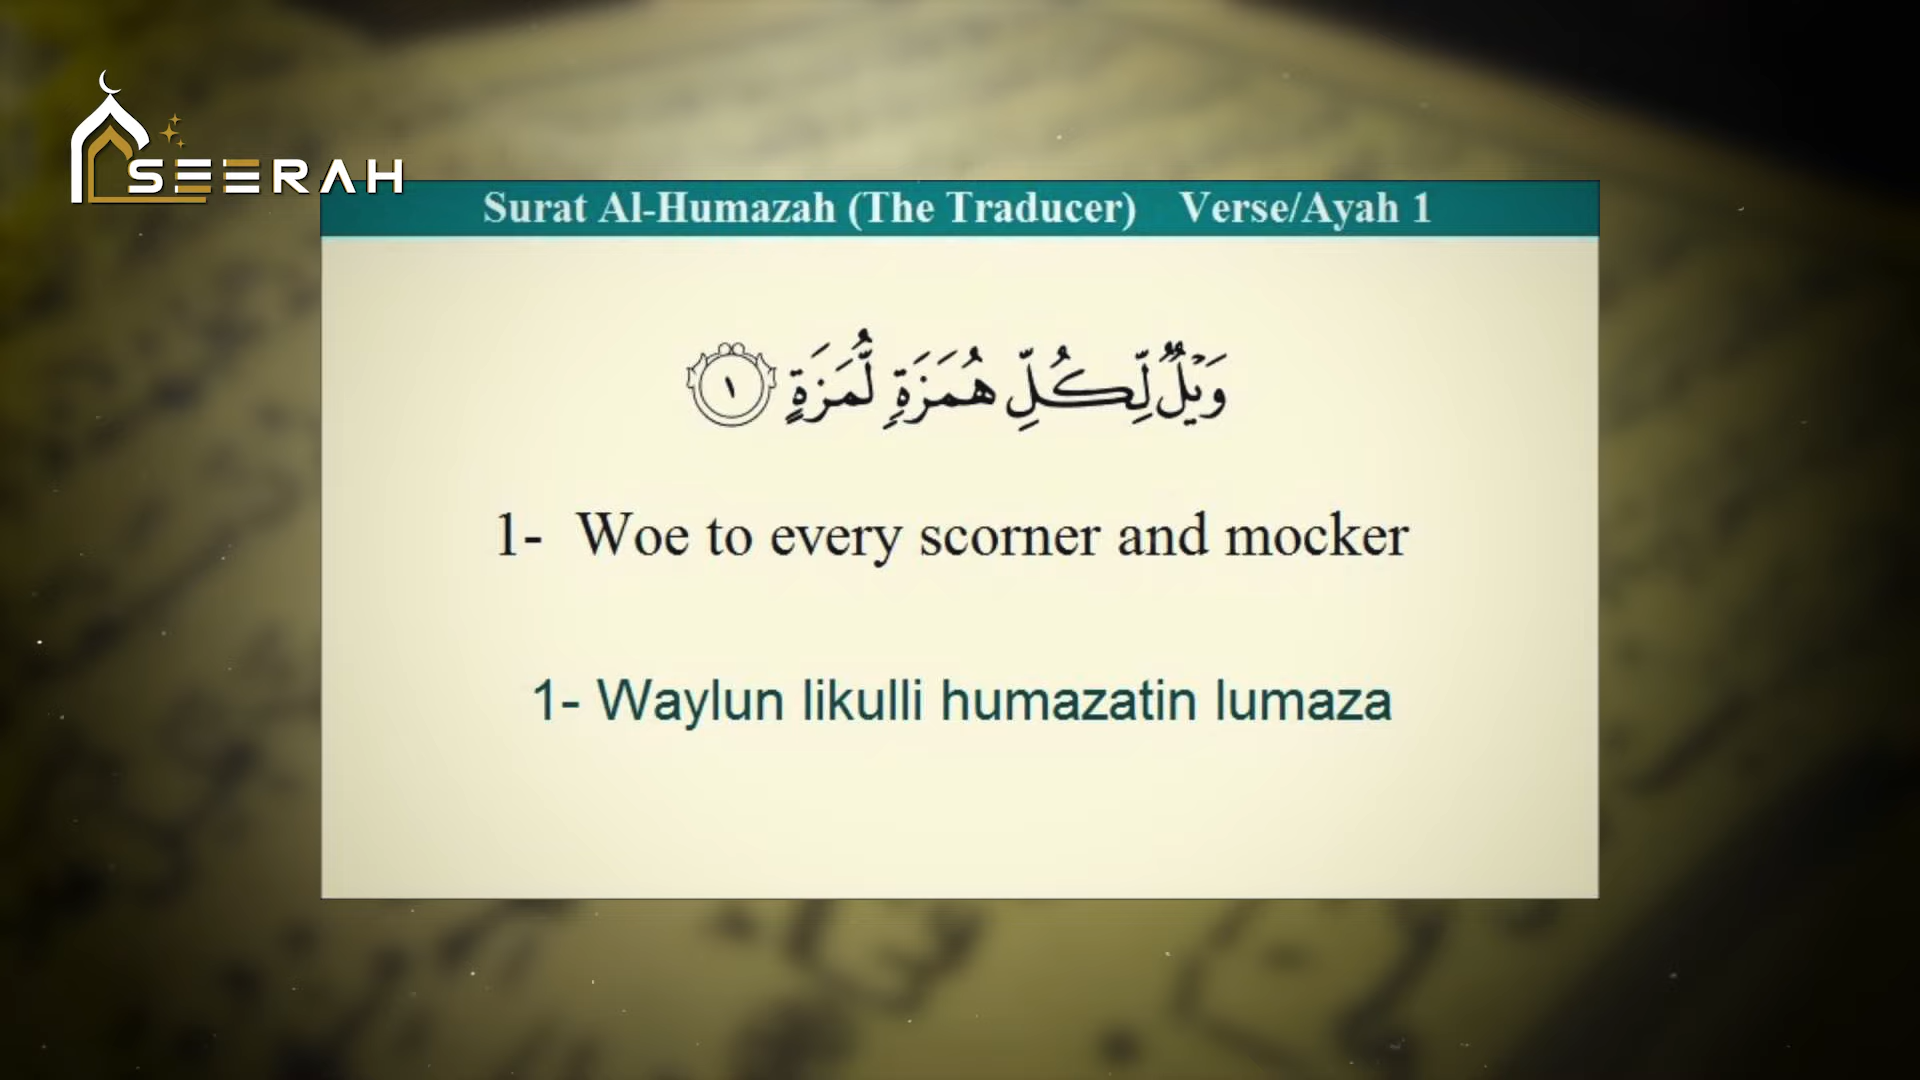 SEERAH
Surat Al-Humazah (The Traducer) Verse/Ayah 1
وَيْلٌ لِّكُلِّ هُمَزَةٍ لُّمَزَةٍ ١
1- Woe to every scorner and mocker
1- Waylun likulli humazatin lumaza